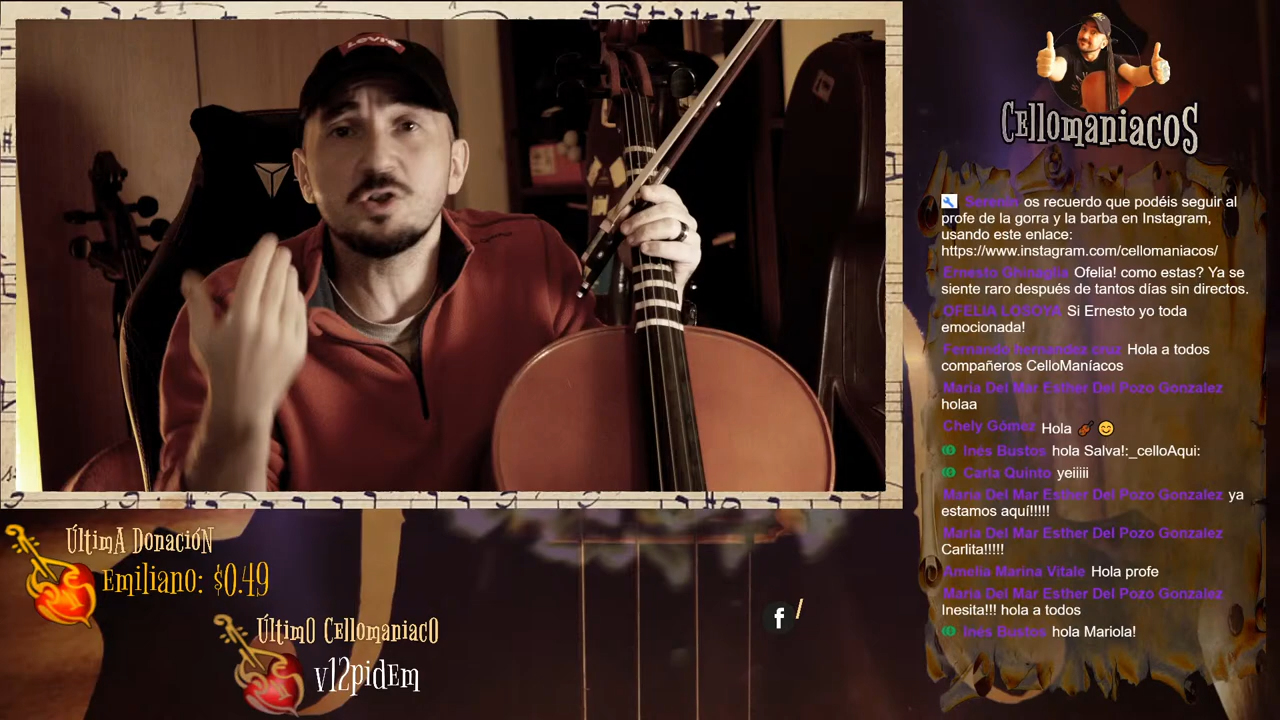 LEVI'S
CEllomaniacoS
Serenín os recuerdo que podéis seguir al
profe de la gorra y la barba en Instagram,
usando este enlace:
https://www.instagram.com/cellomaniacos/
Ernesto Ghinaglia Ofelia! como estas? Ya se
siente raro después de tantos días sin directos.
OFELIA LOSOYA Si Ernesto yo toda
emocionada!
Fernando hernandez cruz Hola a todos
compañeros CelloManíacos
María Del Mar Esther Del Pozo Gonzalez
holaa
Chely Gómez Hola 🎻 😊
Inés Bustos hola Salva!:_celloAqui:
Carla Quinto yeiiiii
María Del Mar Esther Del Pozo Gonzalez ya
estamos aquí!!!!!
María Del Mar Esther Del Pozo Gonzalez
Carlita!!!!!
Amelia Marina Vitale Hola profe
María Del Mar Esther Del Pozo Gonzalez
Inesita!!! hola a todos
Inés Bustos hola Mariola!
ÚltimA DonacióN
Emiliano: $0.49
ÚltimO CEllomaniacO
v12pidEm
f /